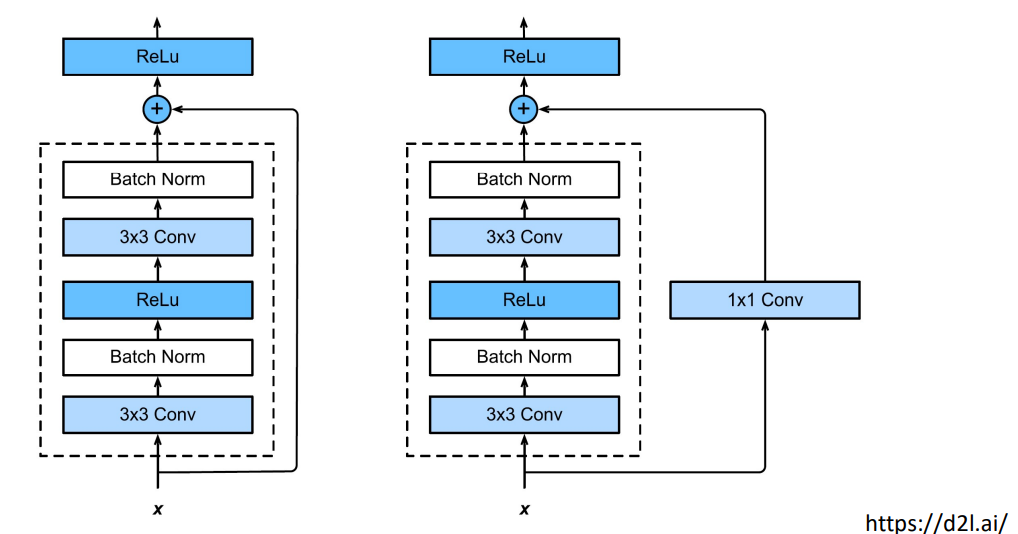 ReLu
+
Batch Norm
3x3 Conv
ReLu
Batch Norm
3x3 Conv
x
ReLu
+
Batch Norm
3x3 Conv
ReLu
Batch Norm
3x3 Conv
x
1x1 Conv
https://d2l.ai/